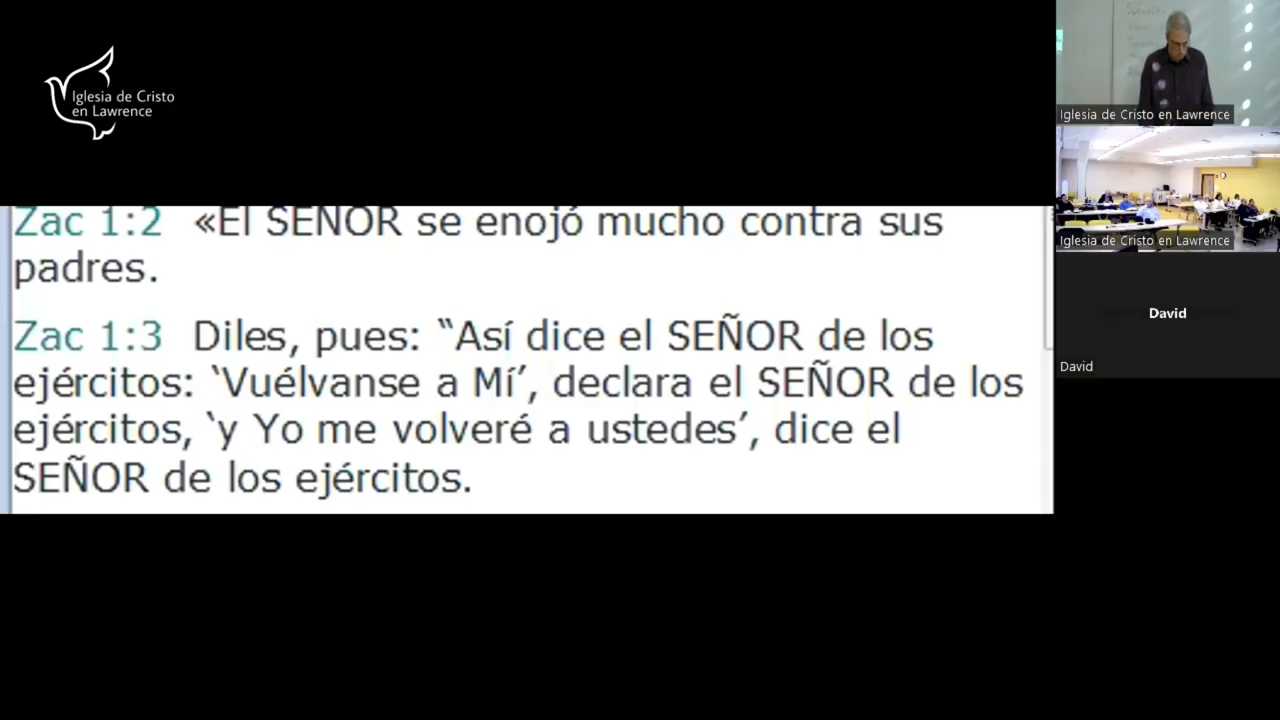 Iglesia de Cristo
en Lawrence
Zac 1:2 «El SEÑOR se enojó mucho contra sus
padres.
Zac 1:3 Diles, pues: “Así dice el SEÑOR de los
ejércitos: ‘Vuélvanse a Mí’, declara el SEÑOR de los
ejércitos, ‘y Yo me volveré a ustedes’, dice el
SEÑOR de los ejércitos.
Iglesia de Cristo en Lawrence
Iglesia de Cristo en Lawrence
David
David